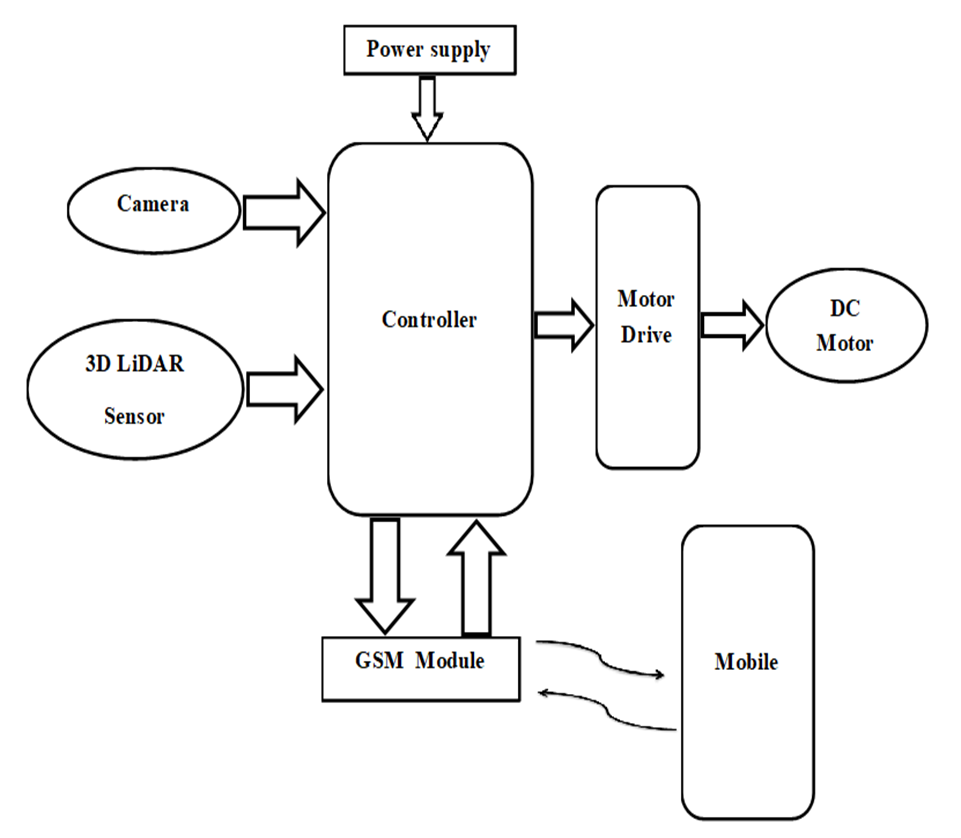 Power supply
Camera
Controller
Motor
Drive
DC
Motor
3D LiDAR
Sensor
GSM Module
Mobile